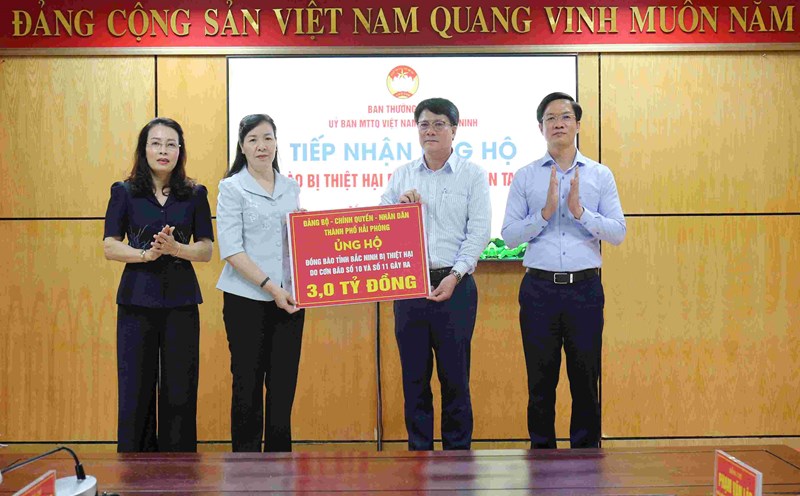 ĐẢNG CỘNG SẢN VIỆT NAM QUANG VINH MUÔN NĂM
BAN THƯỜNG
UỶ BAN MTTQ VIỆT NAM NINH
TIẾP NHẬN ỦNG HỘ
BÀO BỊ THIỆT HẠI
ĐẢNG BỘ - CHÍNH QUYỀN - NHÂN DÂN
THÀNH PHỐ HẢI PHÒNG
ỦNG HỘ
ĐỒNG BÀO TỈNH BẮC NINH BỊ THIỆT HẠI
DO CƠN BÃO SỐ 10 VÀ SỐ 11 GÂY RA
3,0 TỶ ĐỒNG